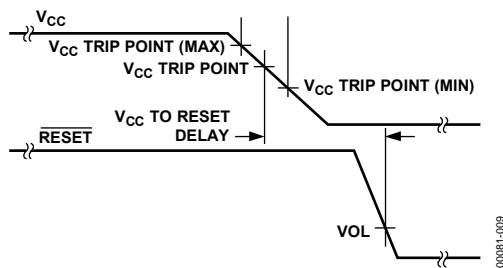 VCC
VCC TRIP POINT (MAX)
VCC TRIP POINT
VCC TRIP POINT (MIN)
VCC TO RESET
DELAY
RESET
VOL
00081-009